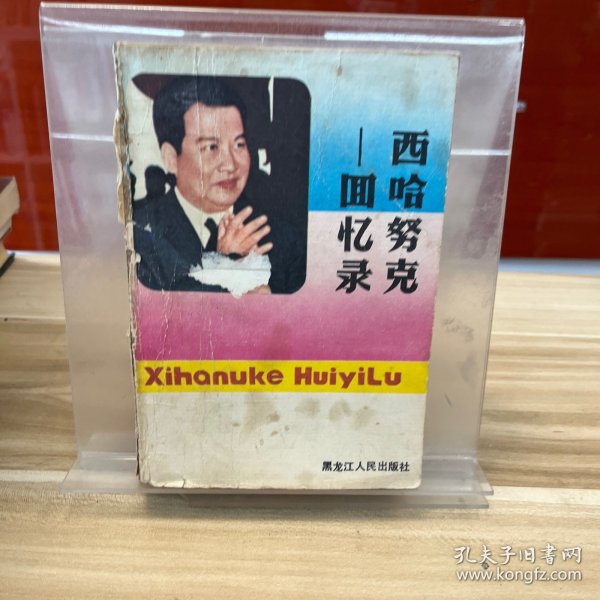 西哈努克
—回忆录
Xihanuke HuiyiLu
黑龙江人民出版社
孔夫子旧书网
www.kongfz.com